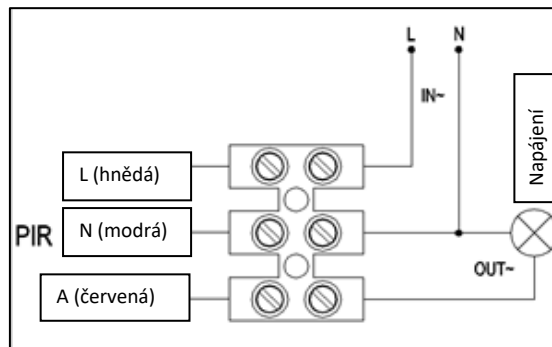 L N
IN~
Napájení
L (hnědá)
PIR
N (modrá)
OUT~
A (červená)